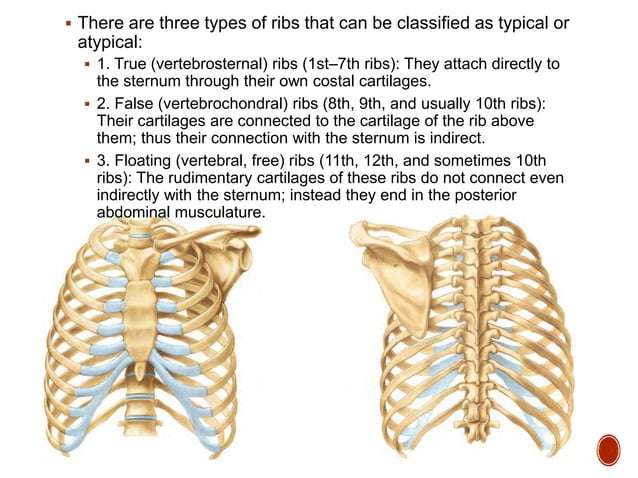 ▪ There are three types of ribs that can be classified as typical or
atypical:
▪ 1. True (vertebrosternal) ribs (1st–7th ribs): They attach directly to
the sternum through their own costal cartilages.
▪ 2. False (vertebrochondral) ribs (8th, 9th, and usually 10th ribs):
Their cartilages are connected to the cartilage of the rib above
them; thus their connection with the sternum is indirect.
▪ 3. Floating (vertebral, free) ribs (11th, 12th, and sometimes 10th
ribs): The rudimentary cartilages of these ribs do not connect even
indirectly with the sternum; instead they end in the posterior
abdominal musculature.